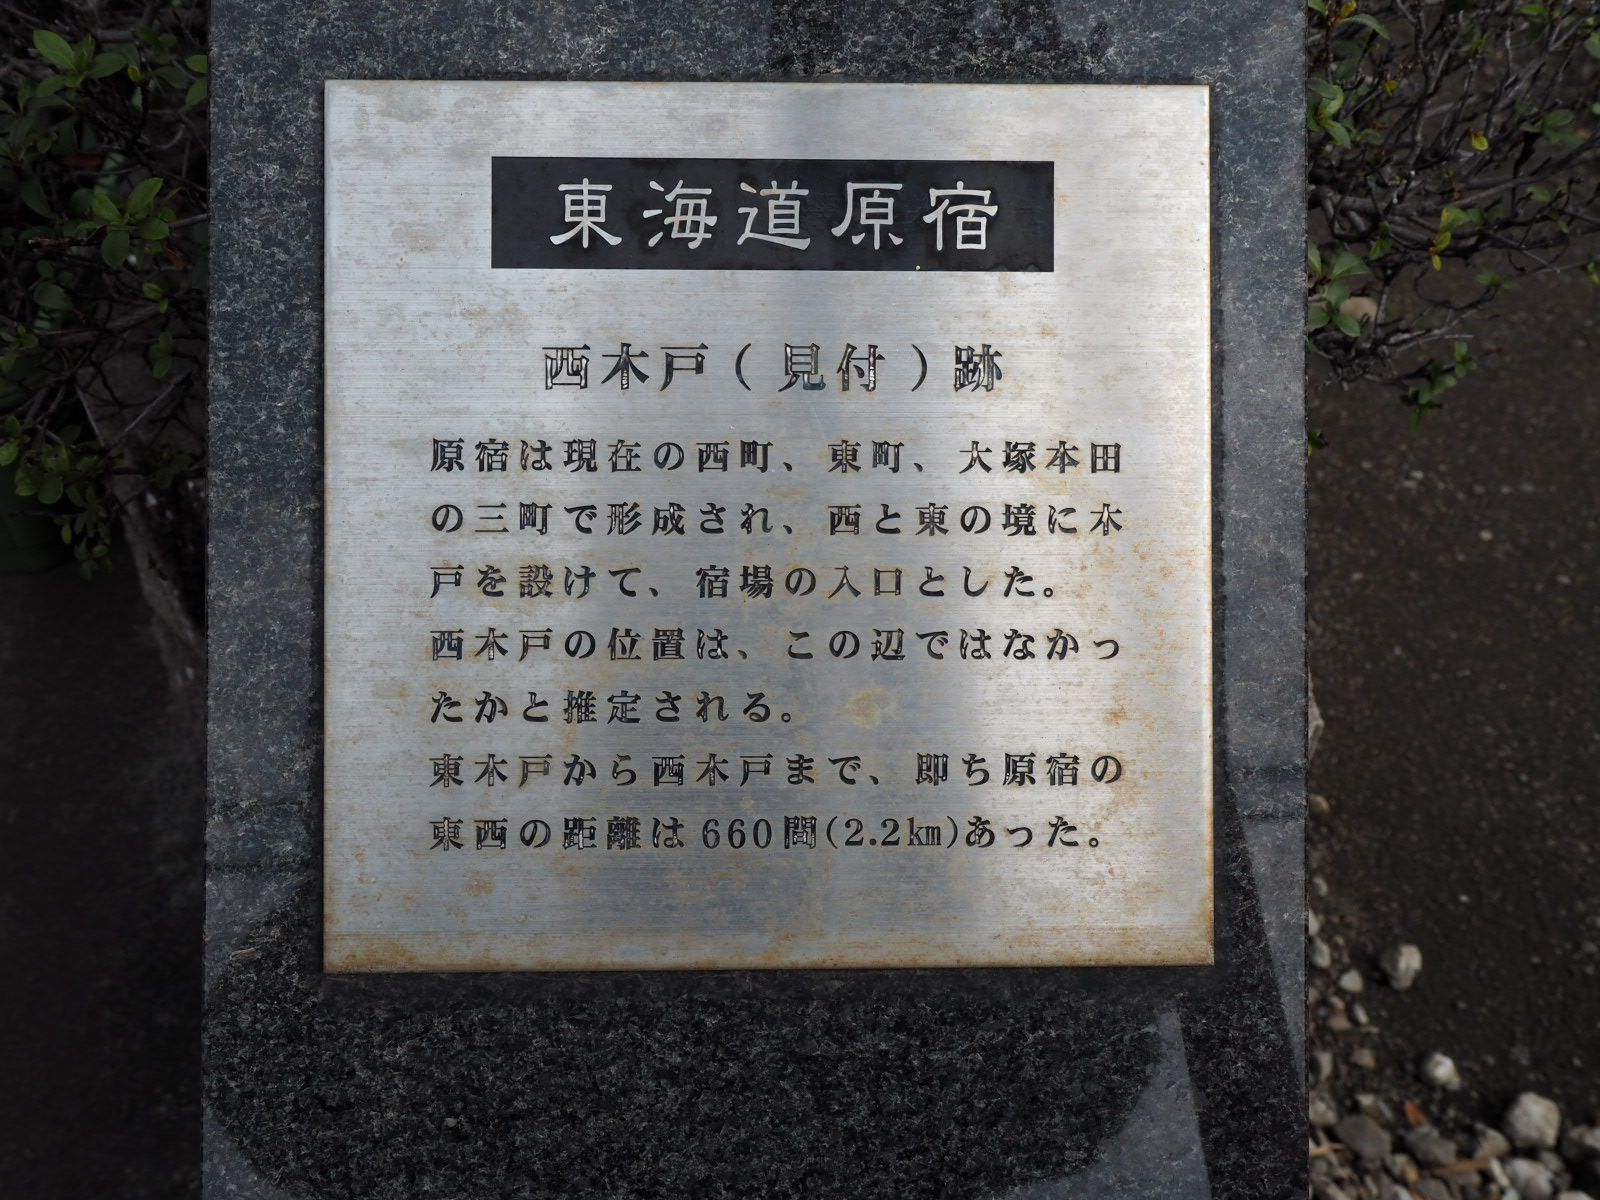 東海道原宿
西木戸(見付)跡
原宿は現在の西町、東町、大塚本田
の三町で形成され、西と東の境に木
戸を設けて、宿場の入口とした。
西木戸の位置は、この辺ではなかっ
たかと推定される。
東木戸から西木戸まで、即ち原宿の
東西の距離は660間(2.2㎞)あった。